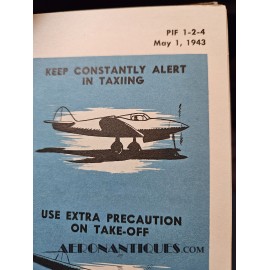 PIF 1-2-4
May 1, 1943
KEEP CONSTANTLY ALERT
IN TAXIING
USE EXTRA PRECAUTION
ON TAKE-OFF
AERONANTIQUES.COM